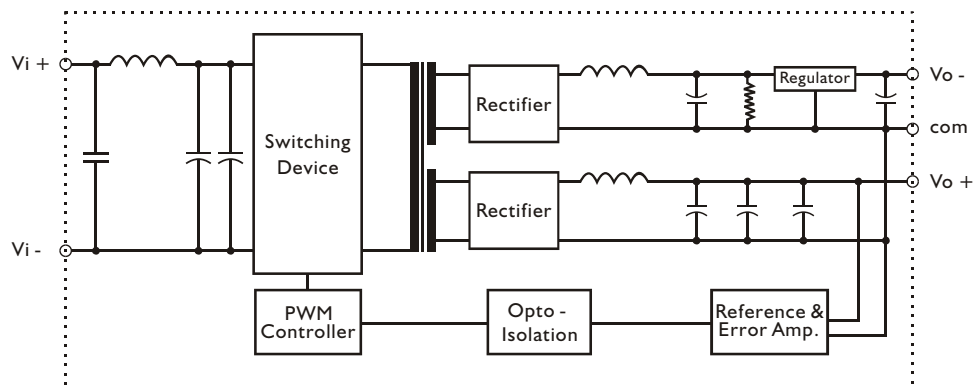 Vi +
Vi -
Switching
Device
Rectifier
Regulator
Vo -
com
Rectifier
Vo +
PWM
Controller
Opto -
Isolation
Reference &
Error Amp.